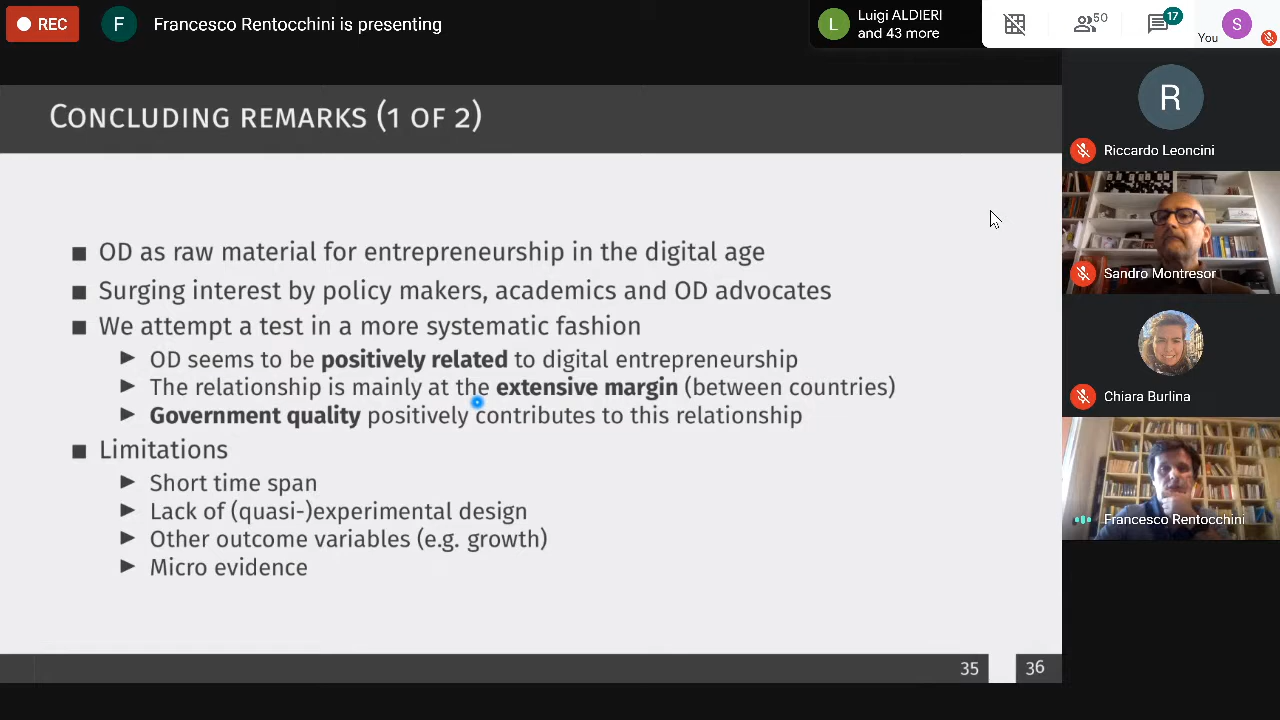 REC
F
Francesco Rentocchini is presenting
L
Luigi ALDIERI
and 43 more
50
17
You
S
CONCLUDING REMARKS (1 OF 2)
OD as raw material for entrepreneurship in the digital age
Surging interest by policy makers, academics and OD advocates
We attempt a test in a more systematic fashion
OD seems to be positively related to digital entrepreneurship
The relationship is mainly at the extensive margin (between countries)
Government quality positively contributes to this relationship
Limitations
Short time span
Lack of (quasi-)experimental design
Other outcome variables (e.g. growth)
Micro evidence
35
36
R
Riccardo Leoncini
Sandro Montresor
Chiara Burlina
Francesco Rentocchini